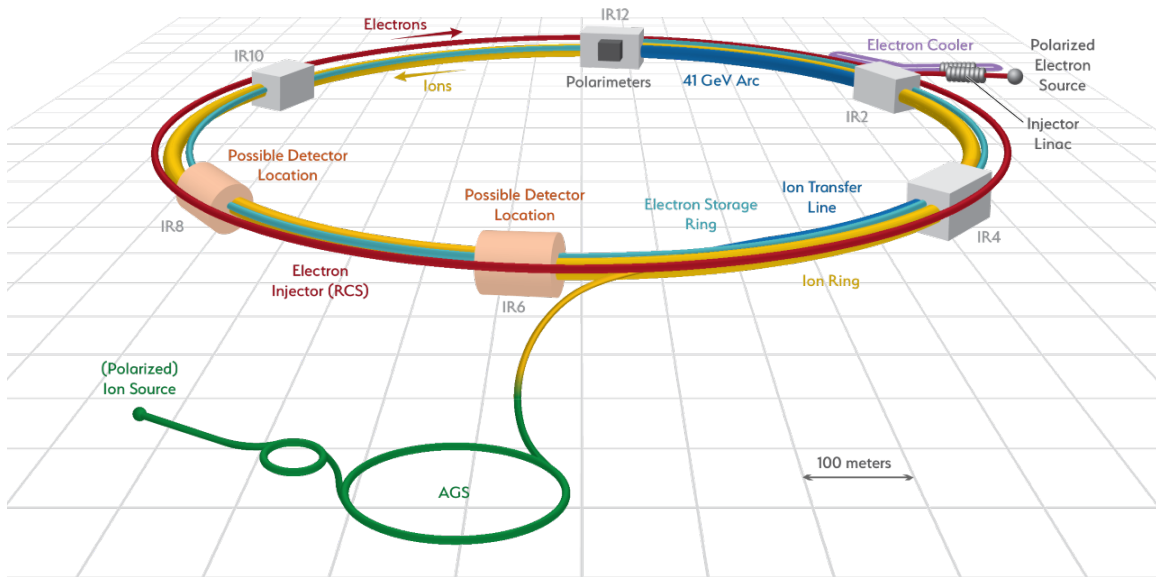 IR12
Electrons
IR10
Ions
Polarimeters
41 GeV Arc
Electron Cooler
Polarized
Electron
Source
IR2
Injector
Linac
Possible Detector
Location
Possible Detector
Location
Ion Transfer
Line
Electron Storage
Ring
IR8
IR4
Electron
Injector (RCS)
Ion Ring
IR6
(Polarized)
Ion Source
AGS
100 meters